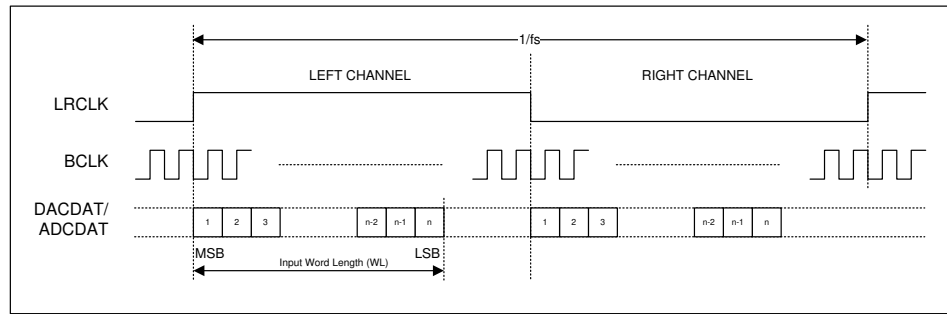 1/fs
LEFT CHANNEL
RIGHT CHANNEL
LRCLK
BCLK
DACDAT/
ADCDAT
1 2 3 n-2 n-1 n 1 2 3 n-2 n-1 n
MSB LSB
Input Word Length (WL)